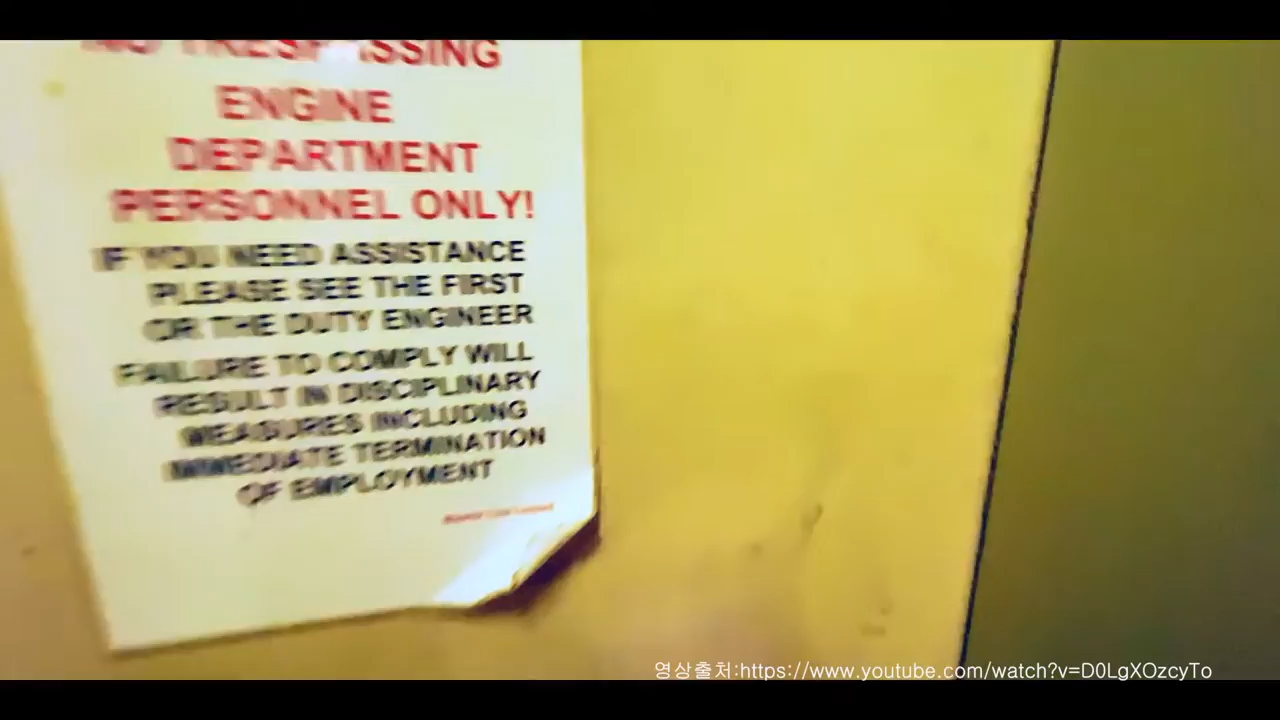 NO TRESPASSING
ENGINE
DEPARTMENT
PERSONNEL ONLY!
IF YOU NEED ASSISTANCE
PLEASE SEE THE FIRST
OR THE DUTY ENGINEER
FAILURE TO COMPLY WILL
RESULT IN DISCIPLINARY
MEASURES INCLUDING
IMMEDIATE TERMINATION
OF EMPLOYMENT
영상출처:https://www.youtube.com/watch?v=D0LgXOzcyTo